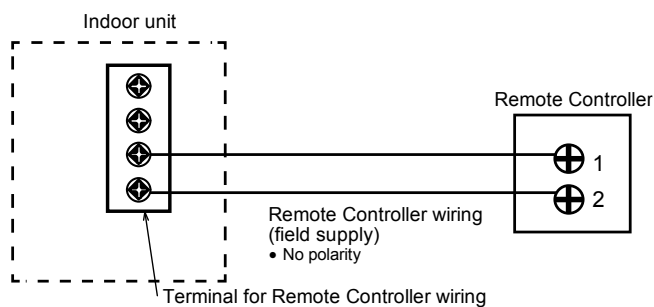 Indoor unit
Remote Controller
1
2
Remote Controller wiring
(field supply)
• No polarity
Terminal for Remote Controller wiring